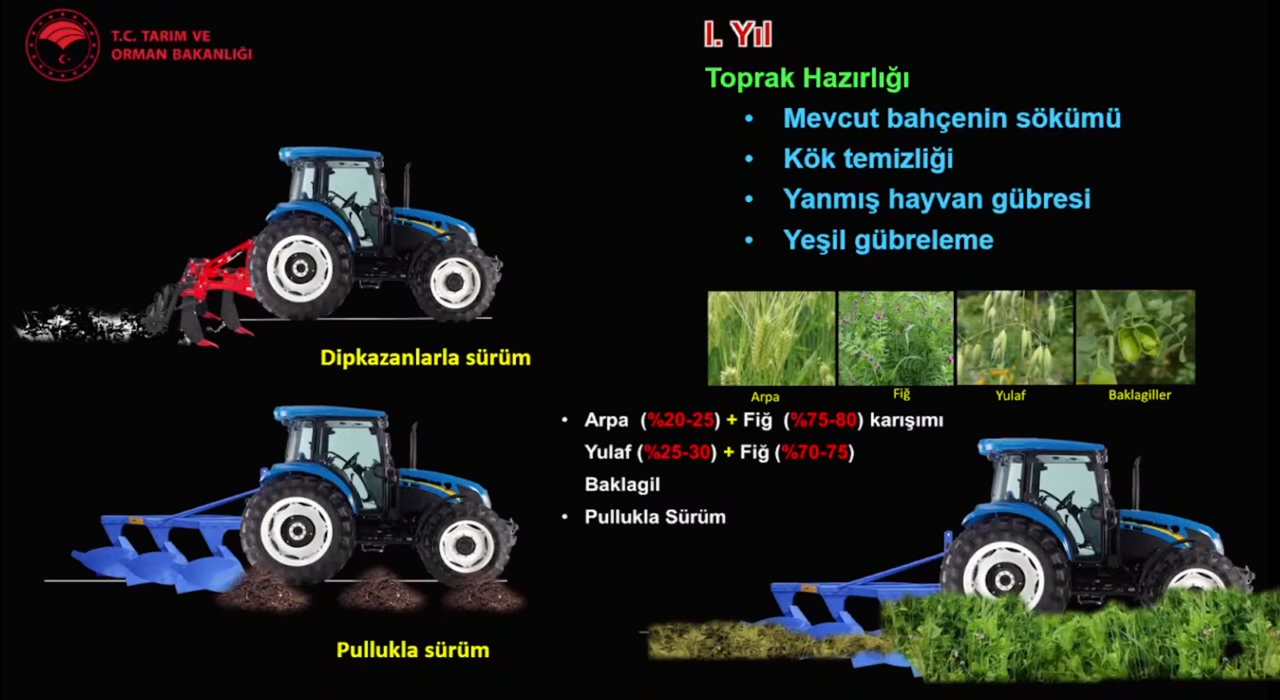 T.C. TARIM VE
ORMAN BAKANLIĞI
I. Yıl
Toprak Hazırlığı
• Mevcut bahçenin sökümü
• Kök temizliği
• Yanmış hayvan gübresi
• Yeşil gübreleme
Dipkazanlarla sürüm
Arpa
Fiğ
Yulaf
Baklagiller
• Arpa (%20-25) + Fiğ (%75-80) karışımı
Yulaf (%25-30) + Fiğ (%70-75)
Baklagil
• Pullukla Sürüm
Pullukla sürüm